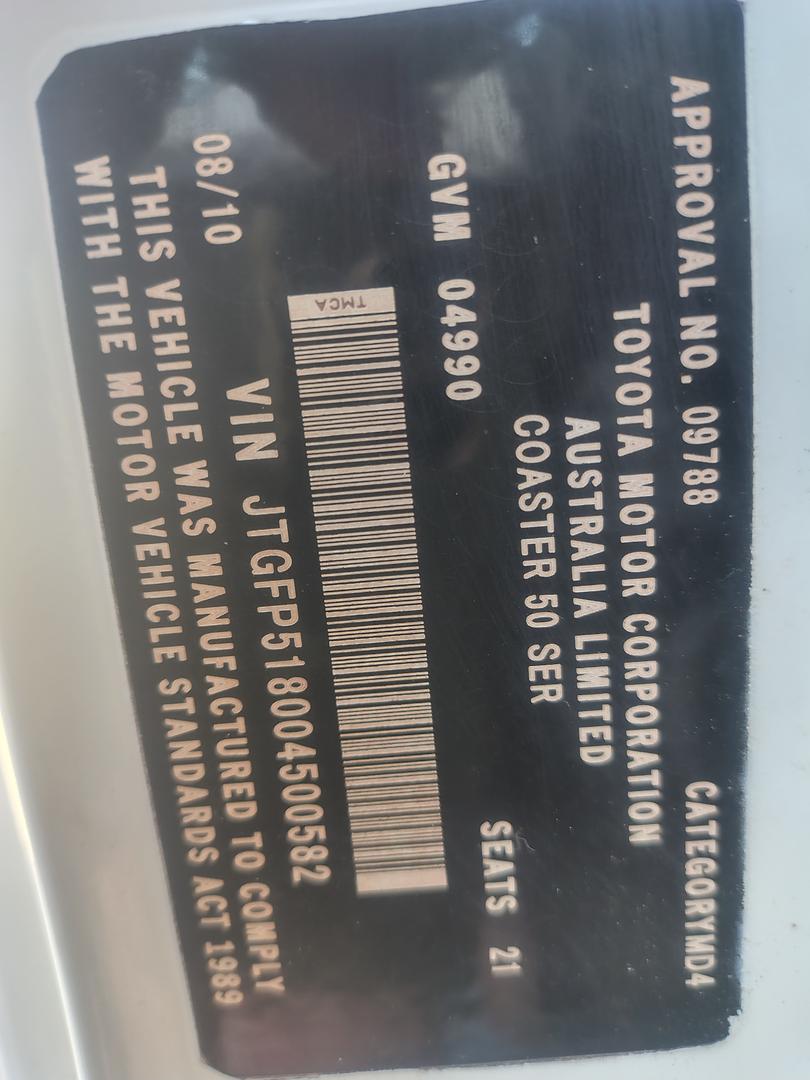 APPROVAL NO. 09788 CATEGORYMD4
TOYOTA MOTOR CORPORATION
AUSTRALIA LIMITED
COASTER 50 SER
GVM 04990 SEATS 21
TMCA
VIN JTGFP518004500582
08/10
THIS VEHICLE WAS MANUFACTURED TO COMPLY
WITH THE MOTOR VEHICLE STANDARDS ACT 1989